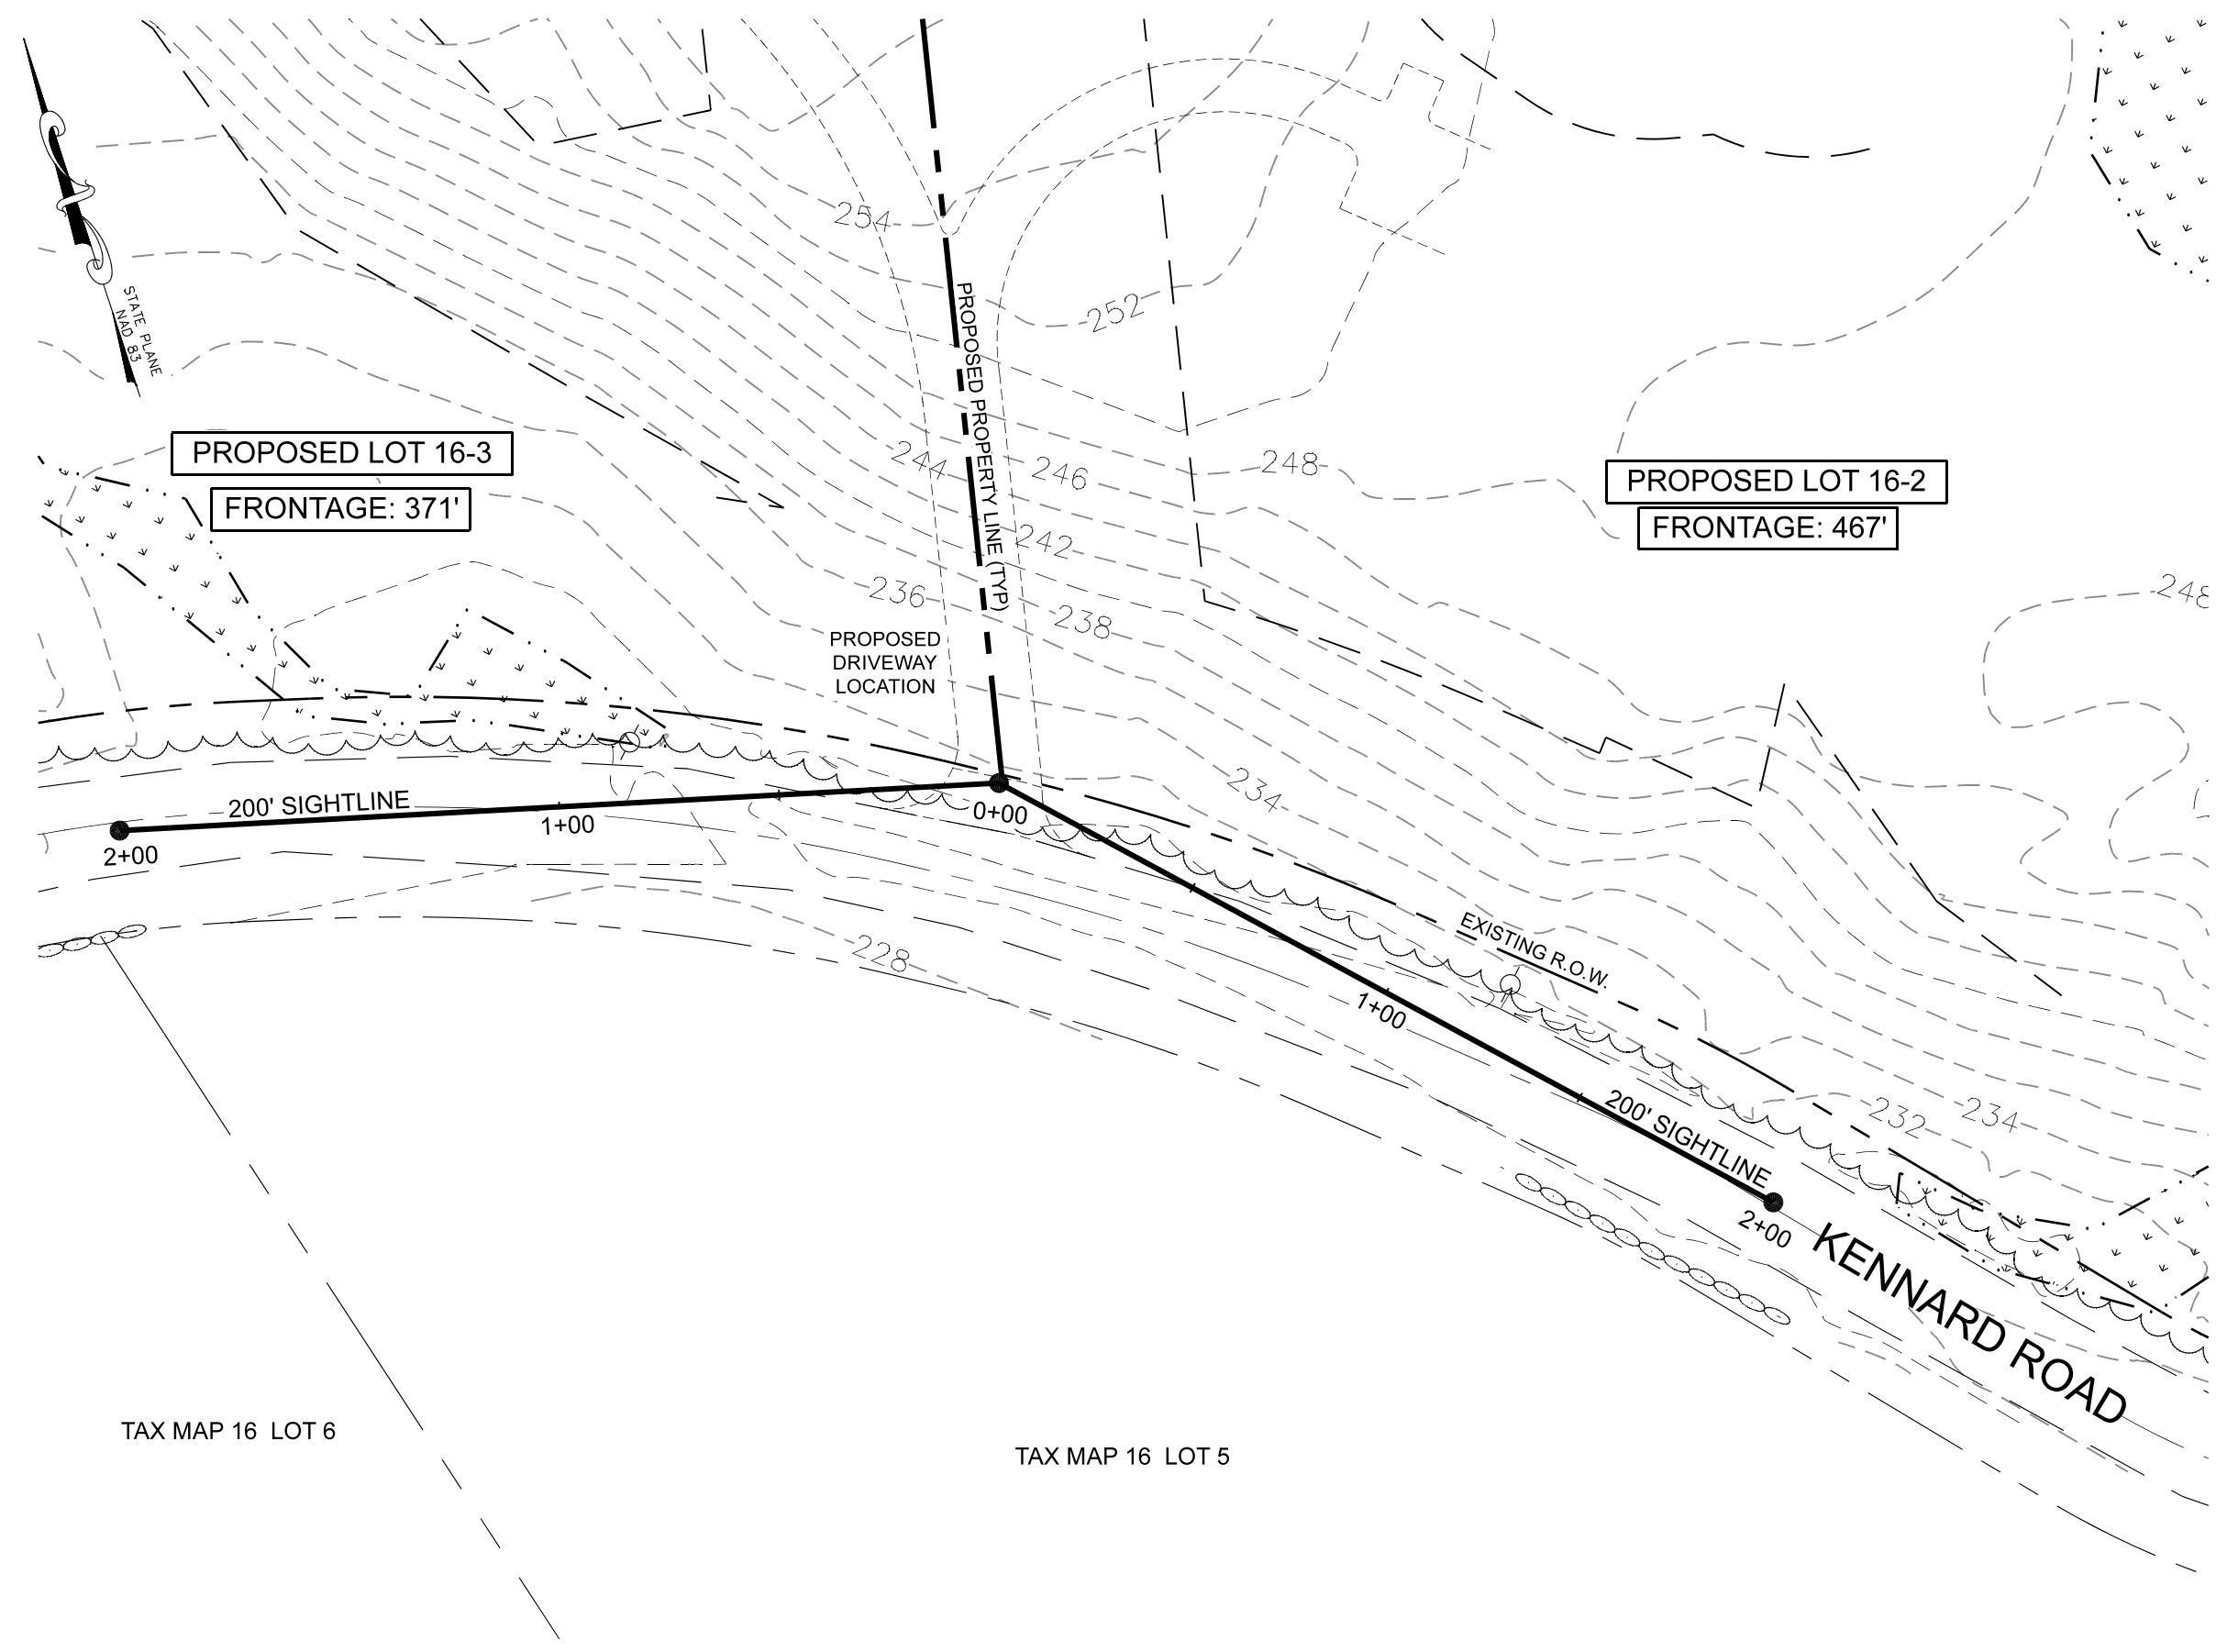 STATE PLANE
NAD 83
254
252
PROPOSED PROPERTY LINE (TYP)
PROPOSED LOT 16-3
FRONTAGE: 371'
244
246
248
PROPOSED LOT 16-2
FRONTAGE: 467'
242
236
238
248
PROPOSED
DRIVEWAY
LOCATION
234
200' SIGHTLINE
0+00
1+00
2+00
EXISTING R.O.W.
228
1+00
200' SIGHTLINE
232
234
2+00
KENNARD ROAD
TAX MAP 16 LOT 6
TAX MAP 16 LOT 5